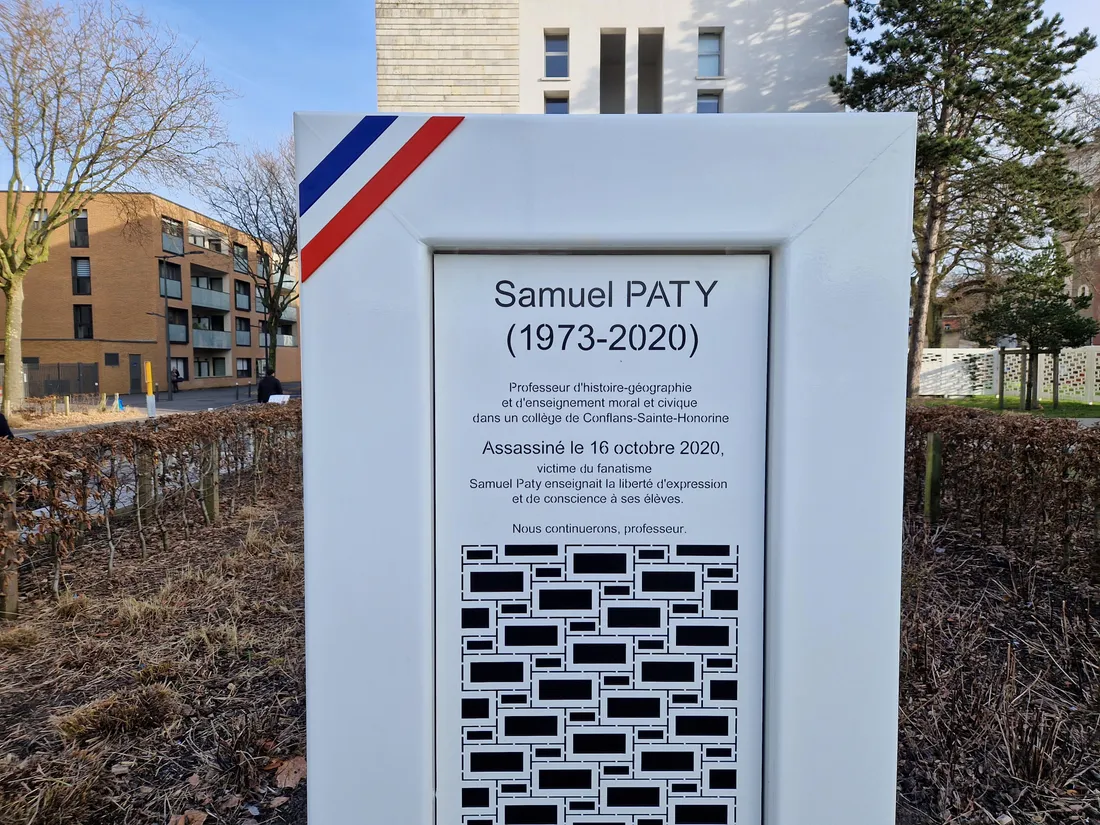 Samuel PATY
(1973-2020)
Professeur d'histoire-géographie
et d'enseignement moral et civique
dans un collège de Conflans-Sainte-Honorine
Assassiné le 16 octobre 2020,
victime du fanatisme
Samuel Paty enseignait la liberté d'expression
et de conscience à ses élèves.
Nous continuerons, professeur.